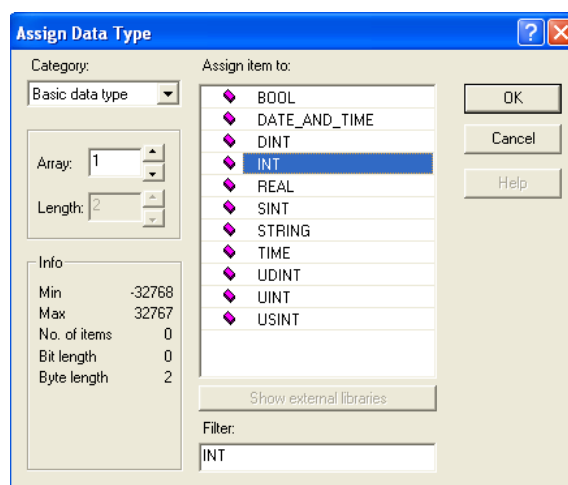 Assign Data Type
Category:
Basic data type
Array: 1
Length: 2
Info
Min -32768
Max 32767
No. of items 0
Bit length 0
Byte length 2
Assign item to:
BOOL
DATE_AND_TIME
DINT
INT
REAL
SINT
STRING
TIME
UDINT
UINT
USINT
Show external libraries
Filter:
INT
OK
Cancel
Help